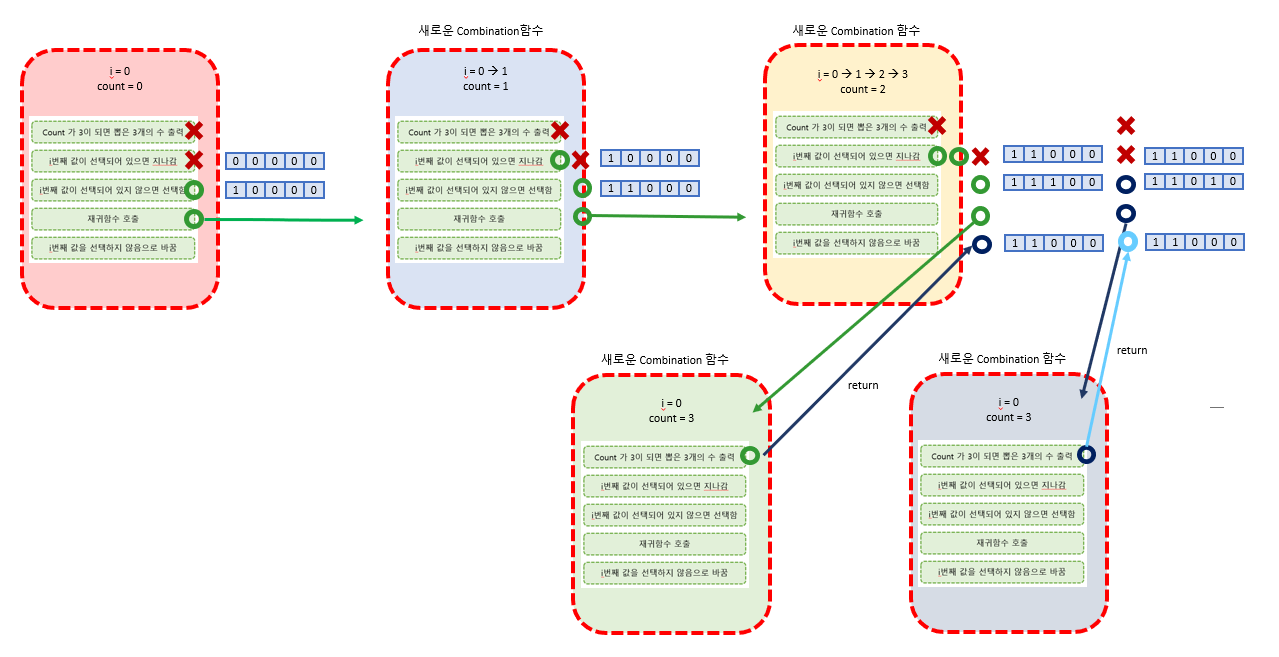 i = 0
count = 0
Count 가 3이 되면 뽑은 3개의 수 출력
i번째 값이 선택되어 있으면 지나감
0 0 0 0 0
i번째 값이 선택되어 있지 않으면 선택함
1 0 0 0 0
재귀함수 호출
i번째 값을 선택하지 않음으로 바꿈
새로운 Combination함수
i = 0 → 1
count = 1
Count 가 3이 되면 뽑은 3개의 수 출력
i번째 값이 선택되어 있으면 지나감
1 0 0 0 0
i번째 값이 선택되어 있지 않으면 선택함
1 1 0 0 0
재귀함수 호출
i번째 값을 선택하지 않음으로 바꿈
새로운 Combination 함수
i = 0 → 1 → 2 → 3
count = 2
Count 가 3이 되면 뽑은 3개의 수 출력
i번째 값이 선택되어 있으면 지나감
1 1 0 0 0
1 1 0 0 0
i번째 값이 선택되어 있지 않으면 선택함
1 1 1 0 0
1 1 0 1 0
재귀함수 호출
i번째 값을 선택하지 않음으로 바꿈
1 1 0 0 0
1 1 0 0 0
새로운 Combination 함수
i = 0
count = 3
Count 가 3이 되면 뽑은 3개의 수 출력
i번째 값이 선택되어 있으면 지나감
i번째 값이 선택되어 있지 않으면 선택함
재귀함수 호출
i번째 값을 선택하지 않음으로 바꿈
return
새로운 Combination 함수
i = 0
count = 3
Count 가 3이 되면 뽑은 3개의 수 출력
i번째 값이 선택되어 있으면 지나감
i번째 값이 선택되어 있지 않으면 선택함
재귀함수 호출
i번째 값을 선택하지 않음으로 바꿈
return